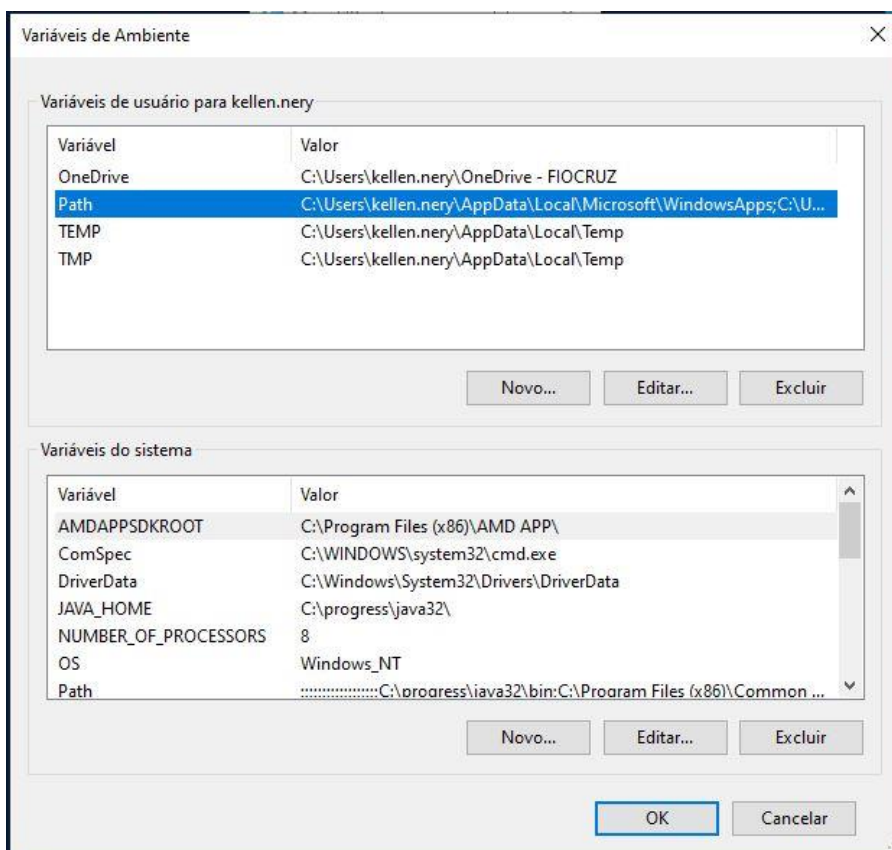 Variáveis de Ambiente
Variáveis de usuário para kellen.nery
Variável Valor
OneDrive C:\Users\kellen.nery\OneDrive - FIOCRUZ
Path C:\Users\kellen.nery\AppData\Local\Microsoft\WindowsApps;C:\U...
TEMP C:\Users\kellen.nery\AppData\Local\Temp
TMP C:\Users\kellen.nery\AppData\Local\Temp
Novo... Editar... Excluir
Variáveis do sistema
Variável Valor
AMDAPPSDKROOT C:\Program Files (x86)\AMD APP\
ComSpec C:\WINDOWS\system32\cmd.exe
DriverData C:\Windows\System32\Drivers\DriverData
JAVA_HOME C:\progress\java32\
NUMBER_OF_PROCESSORS 8
OS Windows_NT
Path ;;;;;;;;;;;;;;;;;;C:\progress\java32\bin;C:\Program Files (x86)\Common ...
Novo... Editar... Excluir
OK Cancelar